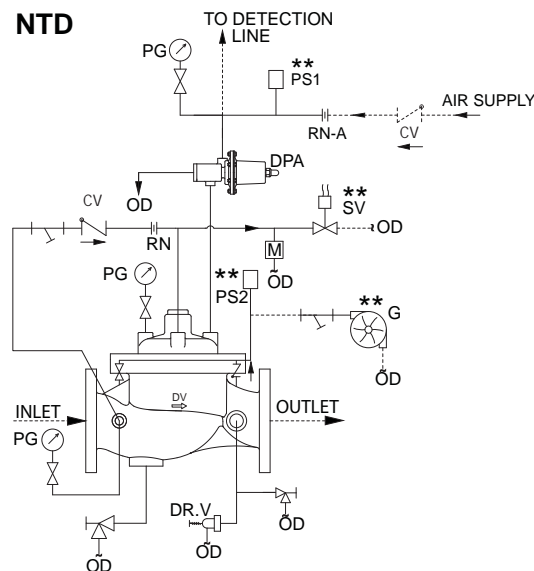 NTD
TO DETECTION
LINE
PG
**
PS1
AIR SUPPLY
RN-A
CV
DPA
OD
CV
**
SV
RN
OD
M
OD
PG
**
PS2
**
G
OD
DV
INLET
OUTLET
PG
DR.V
OD
OD
OD